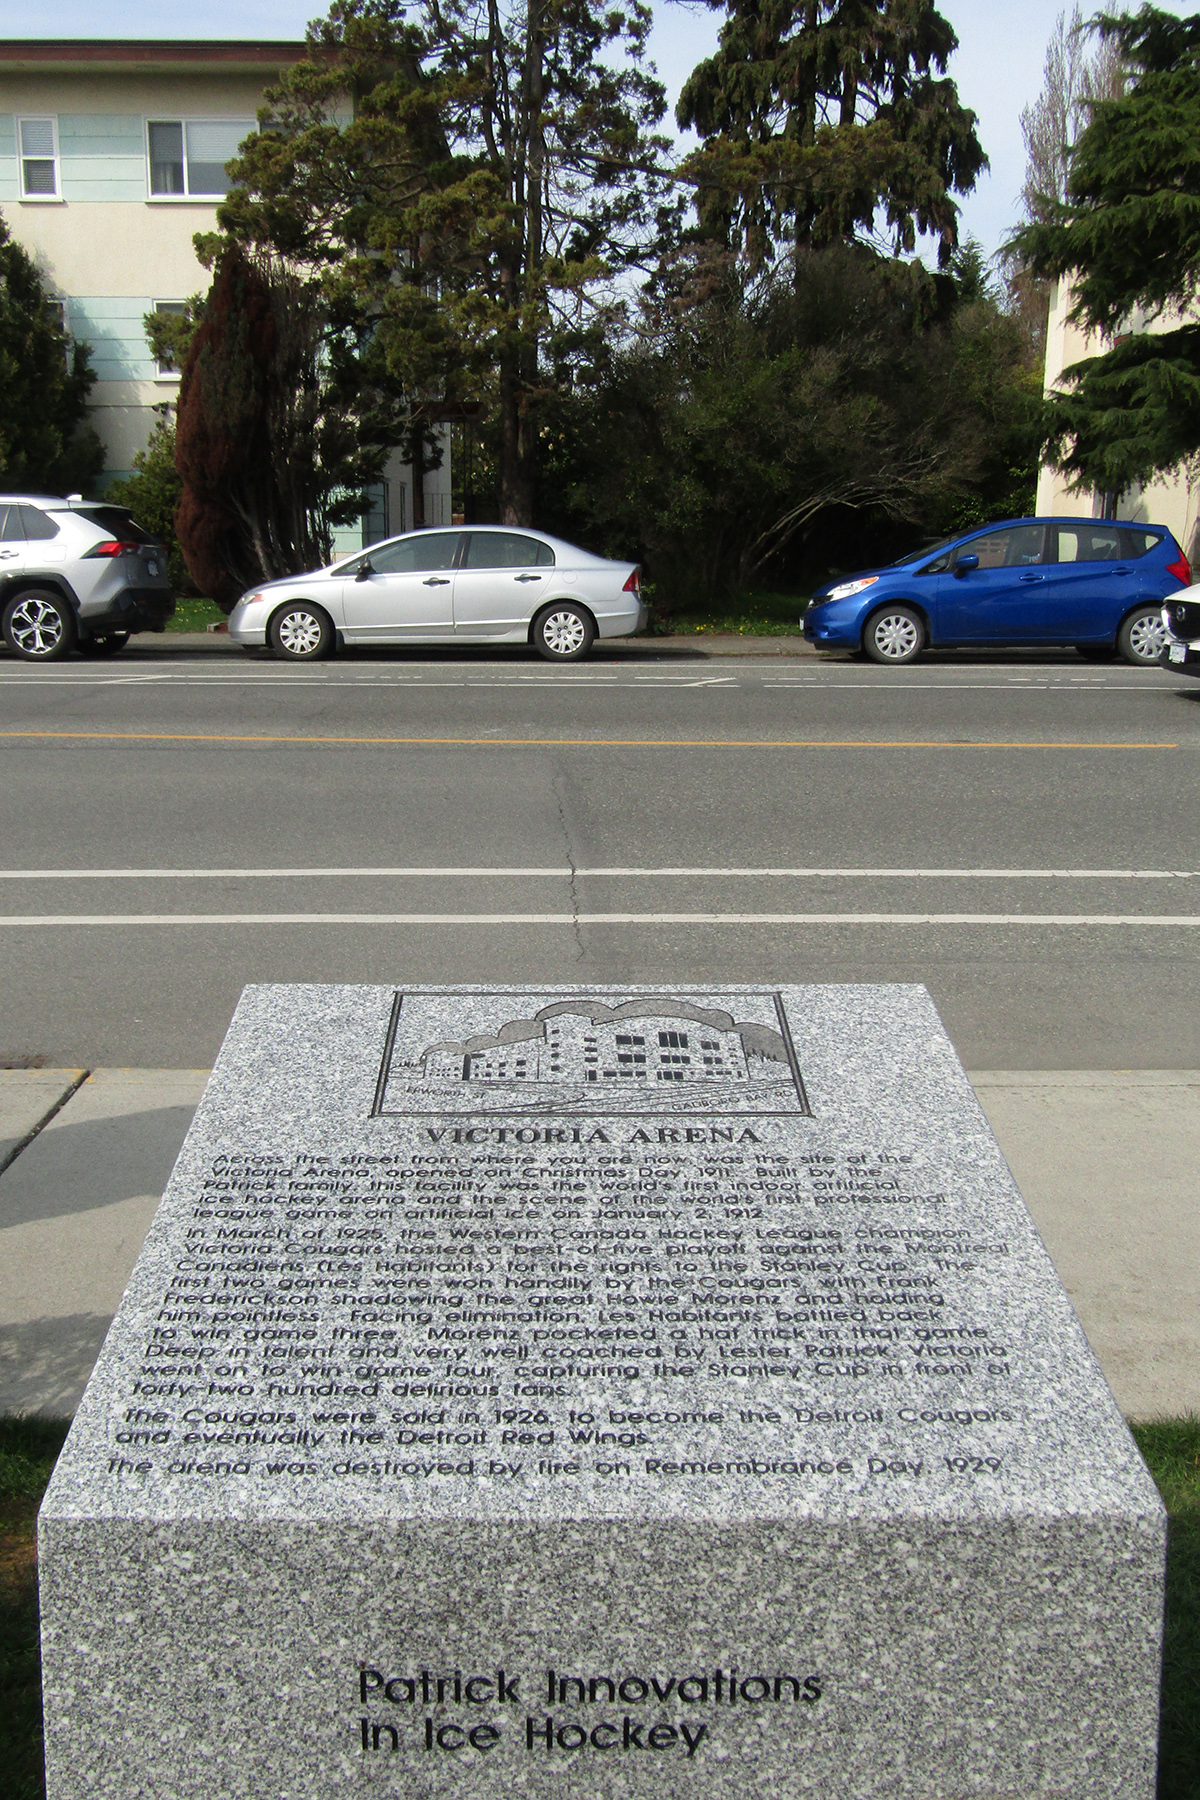 EPWORTH ST
CADBORO BAY RD
VICTORIA ARENA
Across the street from where you are now, was the site of the
Victoria Arena, opened on Christmas Day, 1911. Built by the
Patrick family, this facility was the world's first indoor artificial
ice hockey arena and the scene of the world's first professional
league game on artificial ice on January 2, 1912.
In March of 1925, the Western Canada Hockey League champion
Victoria Cougars hosted a best-of-five playoff against the Montreal
Canadiens (Les Habitants) for the rights to the Stanley Cup. The
first two games were won handily by the Cougars, with Frank
Frederickson shadowing the great Howie Morenz and holding
him pointless. Facing elimination, Les Habitants battled back
to win game three. Morenz pocketed a hat trick in that game.
Deep in talent and very well coached by Lester Patrick, Victoria
went on to win game four, capturing the Stanley Cup in front of
forty-two hundred delirious fans.
The Cougars were sold in 1926, to become the Detroit Cougars
and eventually the Detroit Red Wings.
The arena was destroyed by fire on Remembrance Day, 1929.
Patrick Innovations
In Ice Hockey